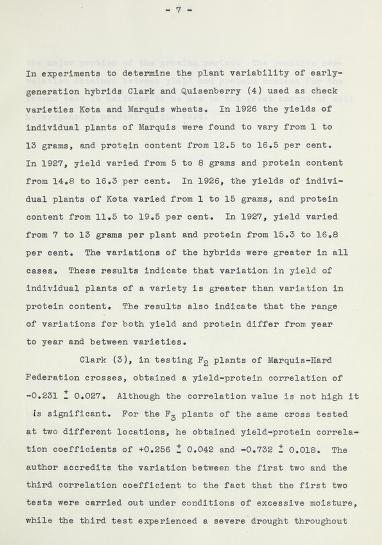 - 7 -
In experiments to determine the plant variability of early-
generation hybrids Clark and Quisenberry (4) used as check
varieties Kota and Marquis wheats. In 1926 the yields of
individual plants of Marquis were found to vary from 1 to
13 grams, and protein content from 12.5 to 16.5 per cent.
In 1927, yield varied from 5 to 8 grams and protein content
from 14.8 to 16.3 per cent. In 1926, the yields of indivi-
dual plants of Kota varied from 1 to 15 grams, and protein
content from 11.5 to 19.5 per cent. In 1927, yield varied
from 7 to 13 grams per plant and protein from 15.3 to 16.8
per cent. The variations of the hybrids were greater in all
cases. These results indicate that variation in yield of
individual plants of a variety is greater than variation in
protein content. The results also indicate that the range
of variations for both yield and protein differ from year
to year and between varieties.
Clark (3), in testing F2 plants of Marquis-Hard
Federation crosses, obtained a yield-protein correlation of
-0.231 ± 0.027. Although the correlation value is not high it
is significant. For the F3 plants of the same cross tested
at two different locations, he obtained yield-protein correla-
tion coefficients of +0.256 ± 0.042 and -0.732 ± 0.018. The
author accredits the variation between the first two and the
third correlation coefficient to the fact that the first two
tests were carried out under conditions of excessive moisture,
while the third test experienced a severe drought throughout